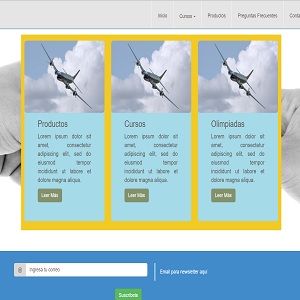 Inicio Cursos Productos Preguntas Frecuentes Conta
Productos
Lorem ipsum dolor sit
amet, consectetur
adipiscing elit, sed do
eiusmod tempor
incididunt ut labore et
dolore magna aliqua.
Leer Más
Cursos
Lorem ipsum dolor sit
amet, consectetur
adipiscing elit, sed do
eiusmod tempor
incididunt ut labore et
dolore magna aliqua.
Leer Más
Olimpiadas
Lorem ipsum dolor sit
amet, consectetur
adipiscing elit, sed do
eiusmod tempor
incididunt ut labore et
dolore magna aliqua.
Leer Más
@ Ingresa tu correo
Email para newsletter aquí
Suscribete